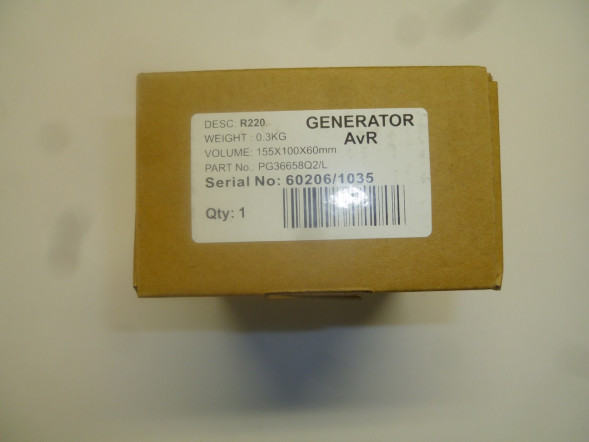 DESC: R220. GENERATOR
WEIGHT : 0.3KG AvR
VOLUME: 155X100X60mm
PART No.. PG36658Q2/L
Serial No: 60206/1035
Qty: 1